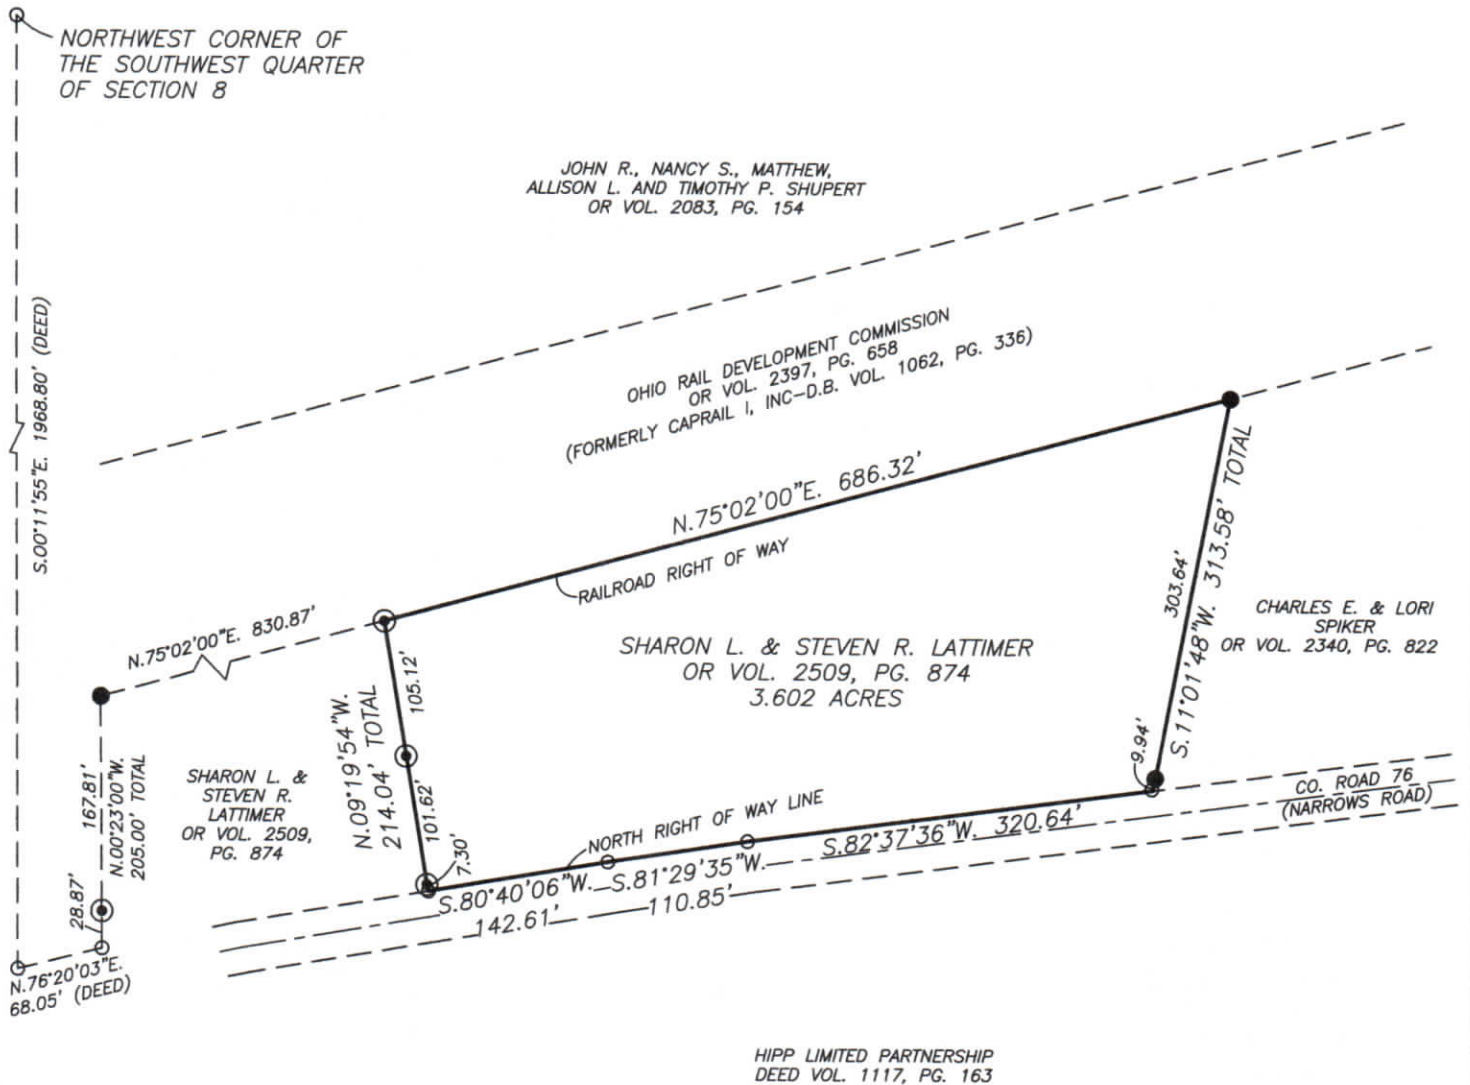 NORTHWEST CORNER OF
THE SOUTHWEST QUARTER
OF SECTION 8
JOHN R., NANCY S., MATTHEW,
ALLISON L. AND TIMOTHY P. SHUPERT
OR VOL. 2083, PG. 154
S.00°11'55"E. 1968.80' (DEED)
OHIO RAIL DEVELOPMENT COMMISSION
OR VOL. 2397, PG. 658
(FORMERLY CAPRAIL I, INC-D.B. VOL. 1062, PG. 336)
N.75°02'00"E. 686.32'
RAILROAD RIGHT OF WAY
N.75°02'00"E. 830.87'
SHARON L. & STEVEN R. LATTIMER
OR VOL. 2509, PG. 874
3.602 ACRES
303.64'
S.11°01'48"W. 313.58' TOTAL
9.94'
CHARLES E. & LORI
SPIKER
OR VOL. 2340, PG. 822
105.12'
N.09°19'54"W.
214.04' TOTAL
101.62'
7.30'
SHARON L. &
STEVEN R.
LATTIMER
OR VOL. 2509,
PG. 874
167.81'
N.00°23'00"W.
205.00' TOTAL
28.87'
N.76°20'03"E.
68.05' (DEED)
NORTH RIGHT OF WAY LINE
S.80°40'06"W.
142.61'
S.81°29'35"W.
110.85'
S.82°37'36"W. 320.64'
CO. ROAD 76
(NARROWS ROAD)
HIPP LIMITED PARTNERSHIP
DEED VOL. 1117, PG. 163